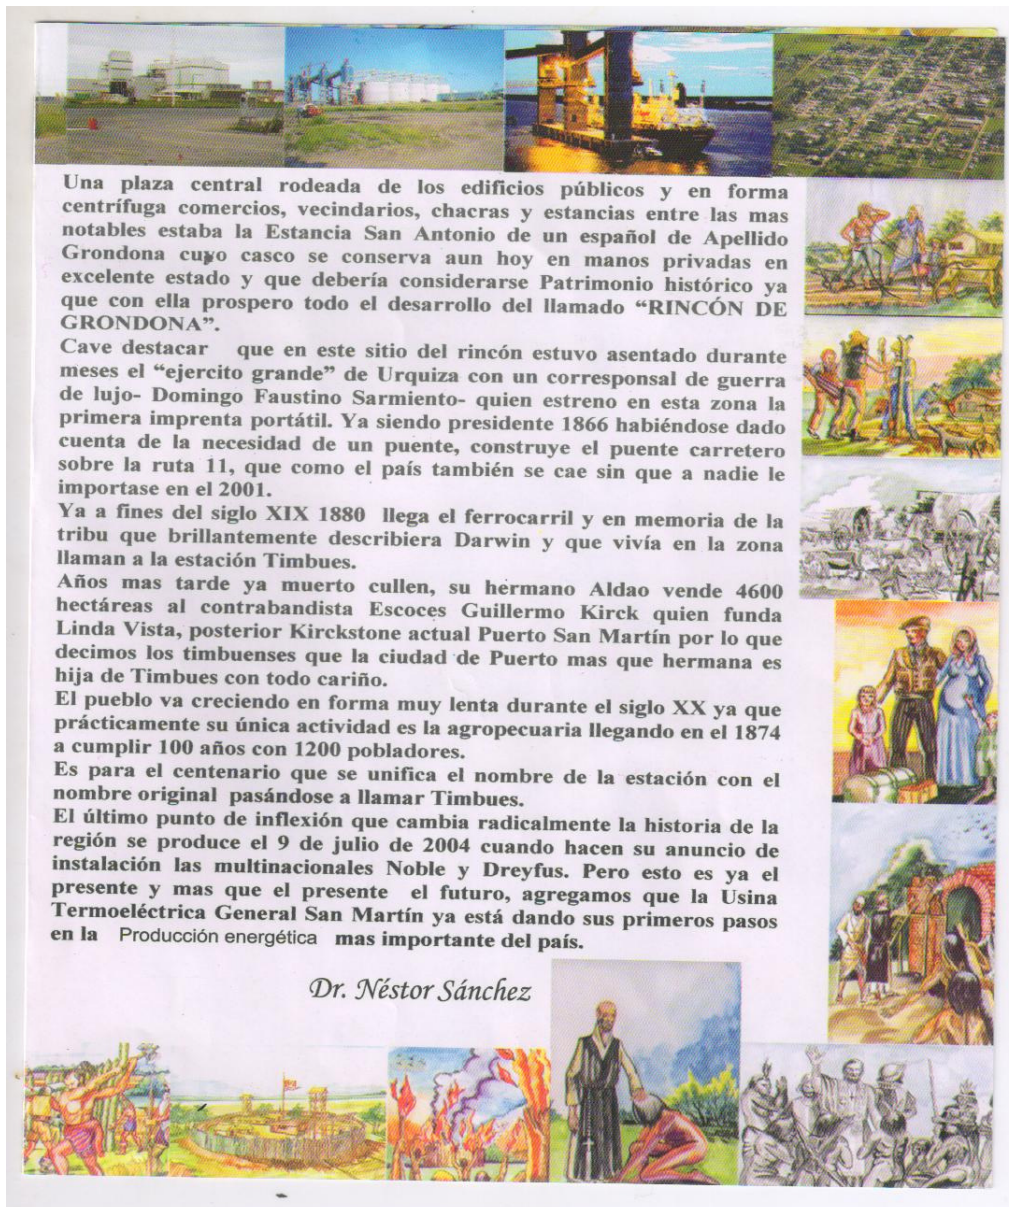 Una plaza central rodeada de los edificios públicos y en forma
centrífuga comercios, vecindarios, chacras y estancias entre las mas
notables estaba la Estancia San Antonio de un español de Apellido
Grondona cuyo casco se conserva aun hoy en manos privadas en
excelente estado y que debería considerarse Patrimonio histórico ya
que con ella prospero todo el desarrollo del llamado “RINCÓN DE
GRONDONA”.
Cave destacar que en este sitio del rincón estuvo asentado durante
meses el “ejercito grande” de Urquiza con un corresponsal de guerra
de lujo- Domingo Faustino Sarmiento- quien estreno en esta zona la
primera imprenta portátil. Ya siendo presidente 1866 habiéndose dado
cuenta de la necesidad de un puente, construye el puente carretero
sobre la ruta 11, que como el país también se cae sin que a nadie le
importase en el 2001.
Ya a fines del siglo XIX 1880 llega el ferrocarril y en memoria de la
tribu que brillantemente describiera Darwin y que vivía en la zona
llaman a la estación Timbues.
Años mas tarde ya muerto cullen, su hermano Aldao vende 4600
hectáreas al contrabandista Escoces Guillermo Kirck quien funda
Linda Vista, posterior Kirckstone actual Puerto San Martín por lo que
decimos los timbuenses que la ciudad de Puerto mas que hermana es
hija de Timbues con todo cariño.
El pueblo va creciendo en forma muy lenta durante el siglo XX ya que
prácticamente su única actividad es la agropecuaria llegando en el 1874
a cumplir 100 años con 1200 pobladores.
Es para el centenario que se unifica el nombre de la estación con el
nombre original pasándose a llamar Timbues.
El último punto de inflexión que cambia radicalmente la historia de la
región se produce el 9 de julio de 2004 cuando hacen su anuncio de
instalación las multinacionales Noble y Dreyfus. Pero esto es ya el
presente y mas que el presente el futuro, agregamos que la Usina
Termoeléctrica General San Martín ya está dando sus primeros pasos
en la Producción energética mas importante del país.
Dr. Néstor Sánchez